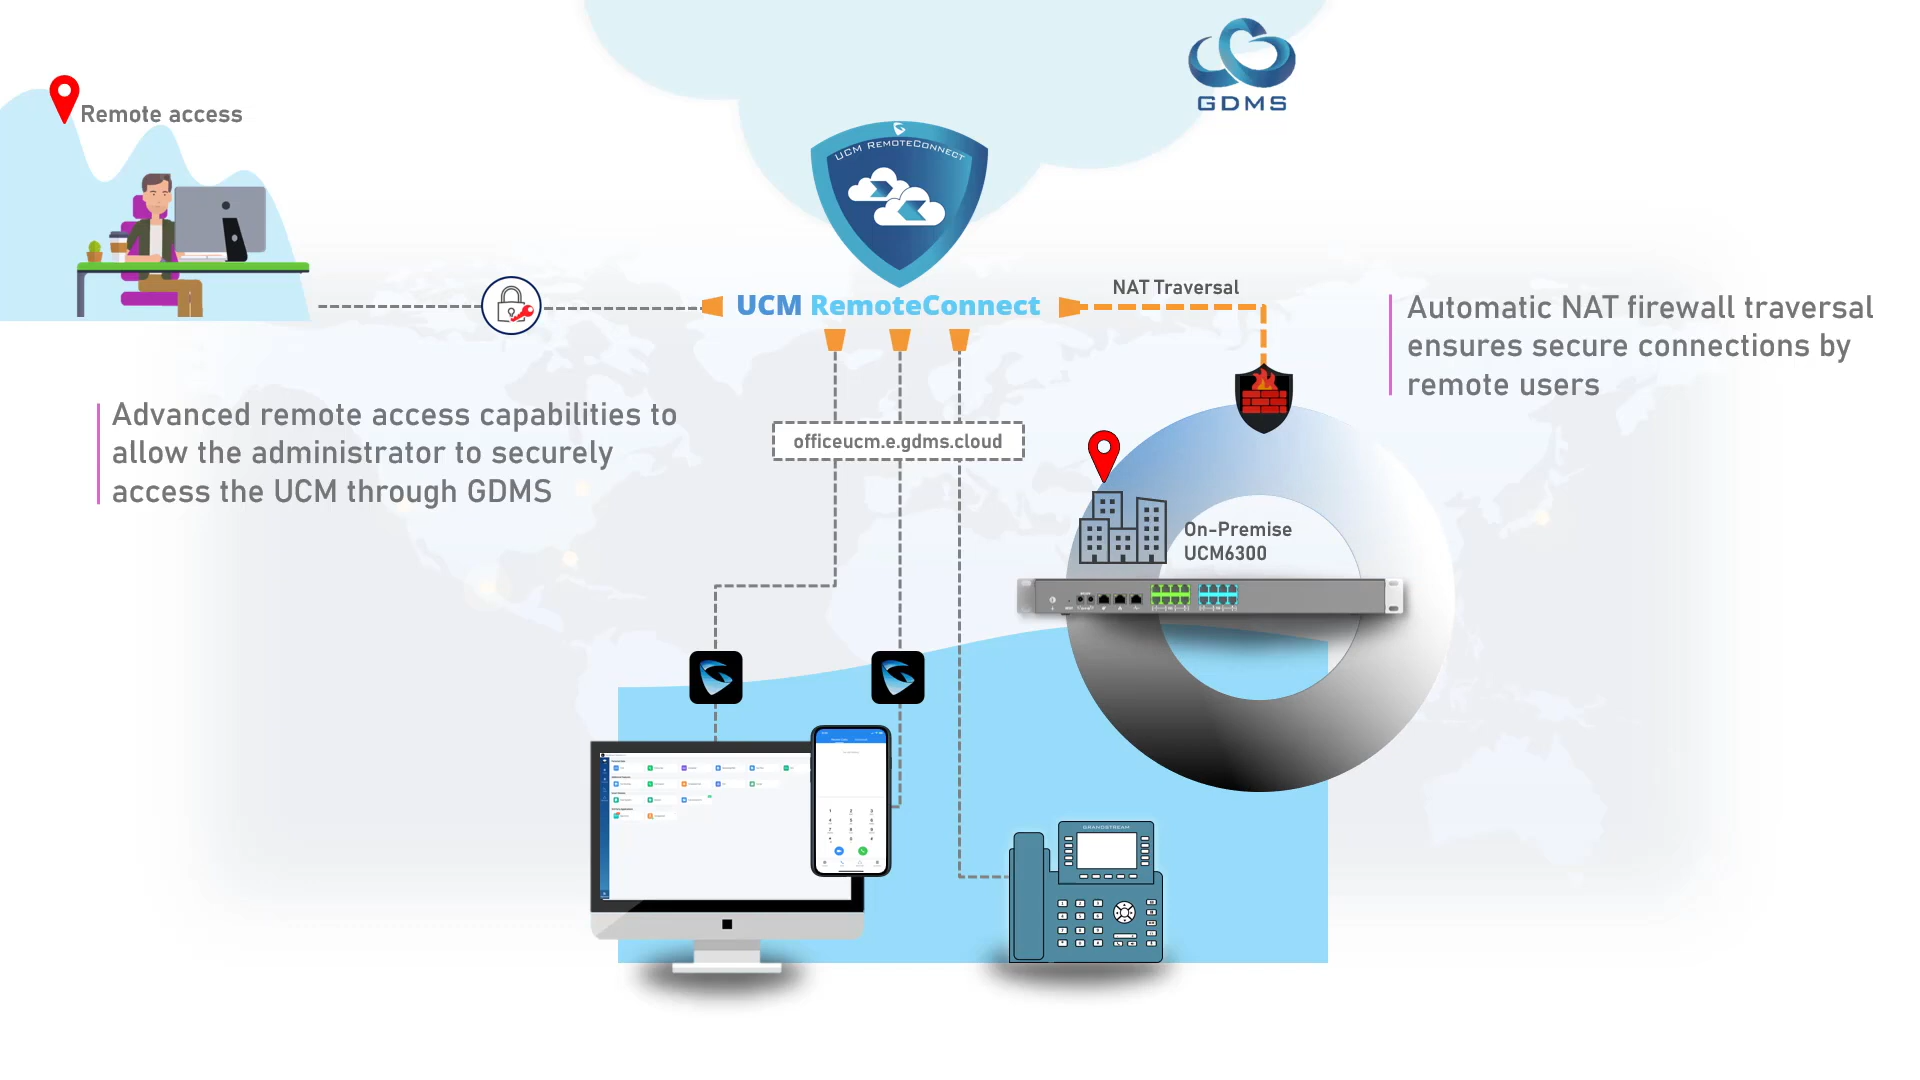 GDMS
Remote access
UCM REMOTECONNECT
UCM RemoteConnect
NAT Traversal
Automatic NAT firewall traversal
ensures secure connections by
remote users
Advanced remote access capabilities to
allow the administrator to securely
access the UCM through GDMS
officeucm.e.gdms.cloud
On-Premise
UCM6300
GRANDSTREAM